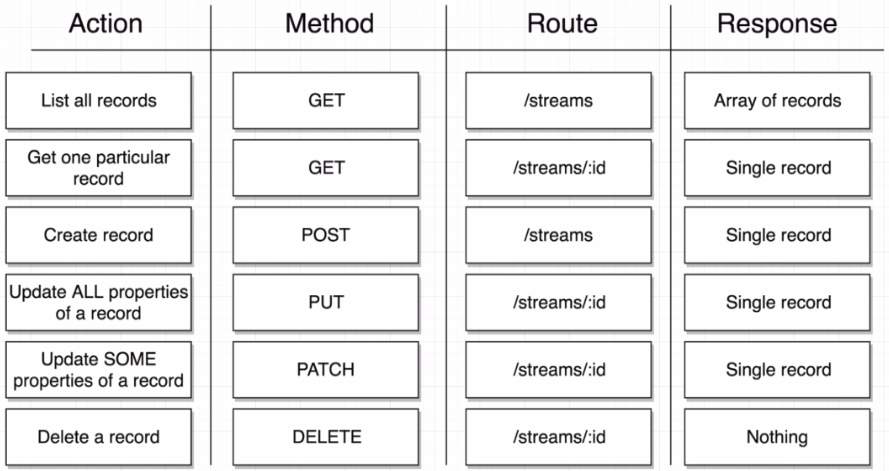 Action Method Route Response
List all records GET /streams Array of records
Get one particular
record GET /streams/:id Single record
Create record POST /streams Single record
Update ALL properties
of a record PUT /streams/:id Single record
Update SOME
properties of a record PATCH /streams/:id Single record
Delete a record DELETE /streams/:id Nothing